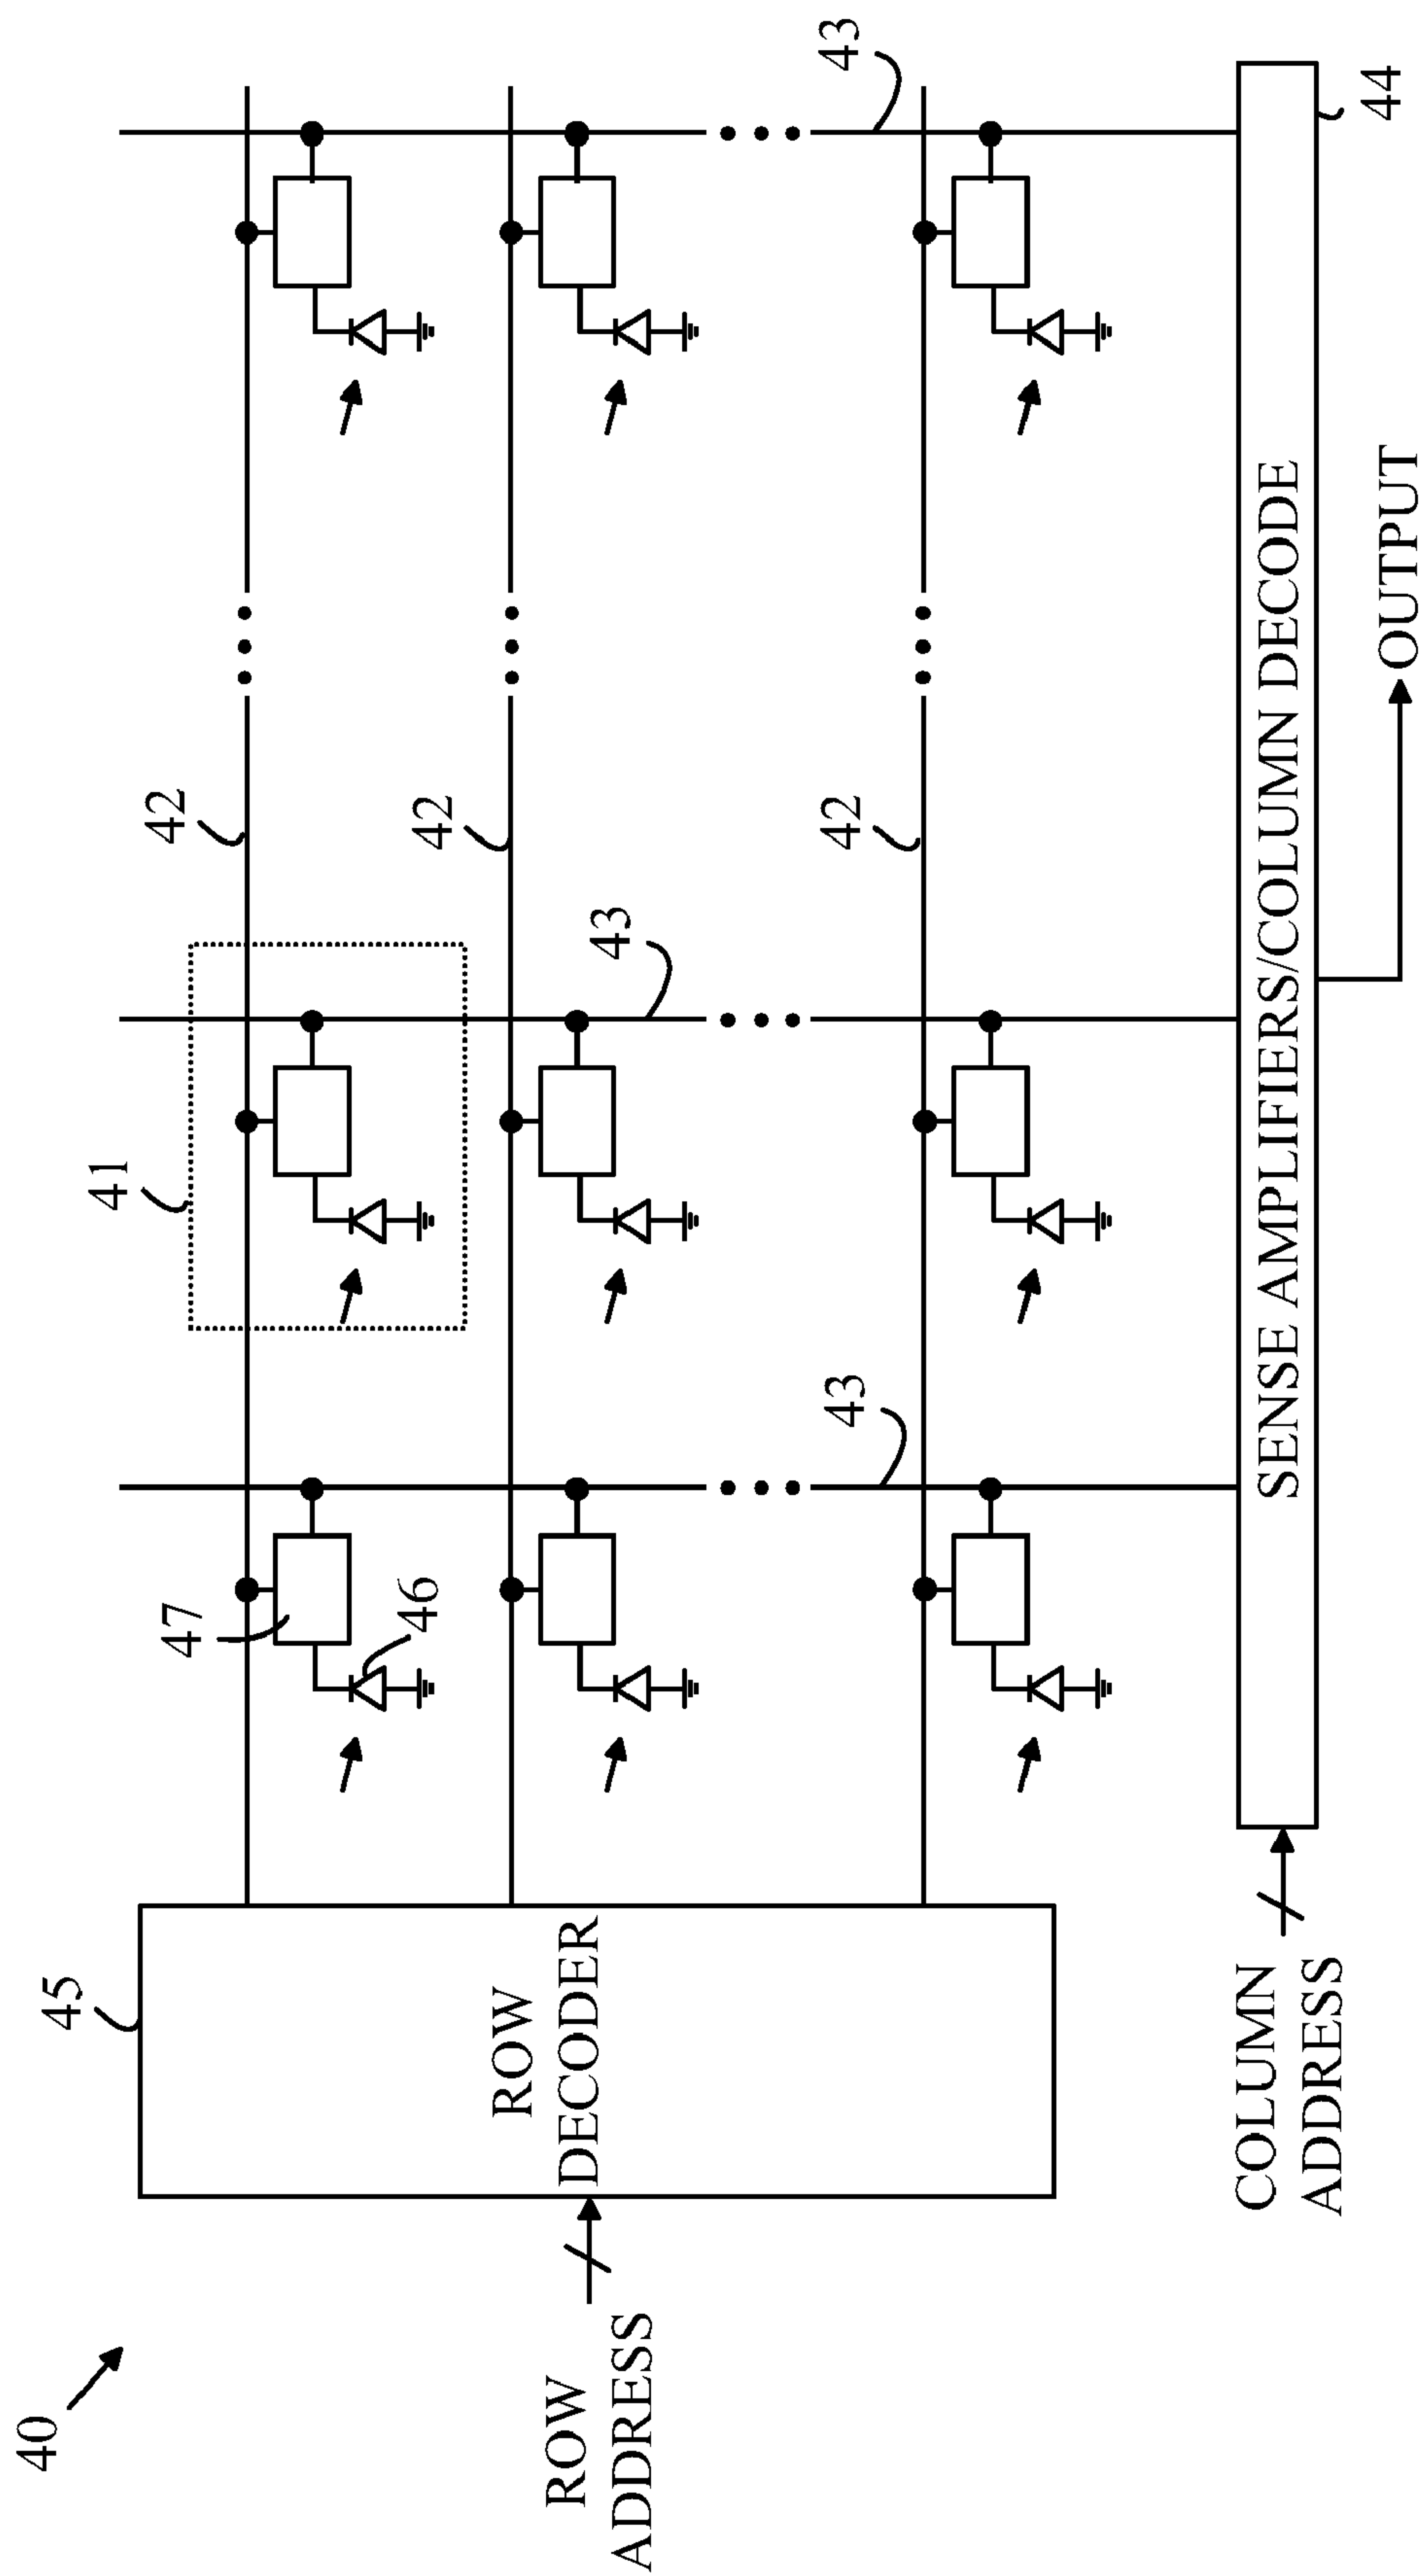 40
45
41
42
47
46
42
43
ROW
DECODER
ROW
ADDRESS
43
42
43
SENSE AMPLIFIERS/COLUMN DECODE
COLUMN
ADDRESS
44
OUTPUT